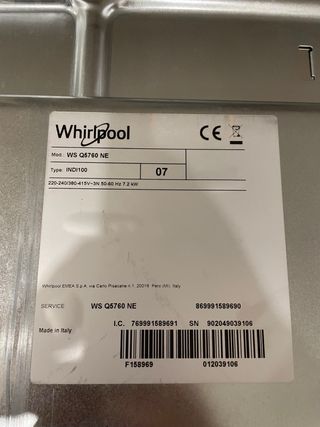 Whirlpool
CE
Mod: WS Q5760 NE
Type: INDI100 07
220-240/380-415V~3N 50-60 Hz 7.2 kW
Whirlpool EMEA S.p.A. via Carlo Pisacane n.1, 20016 Pero (MI), Italy
SERVICE WS Q5760 NE 869991589690
I.C. 769991589691 SN 902049039106
Made in Italy
F158969 012039106